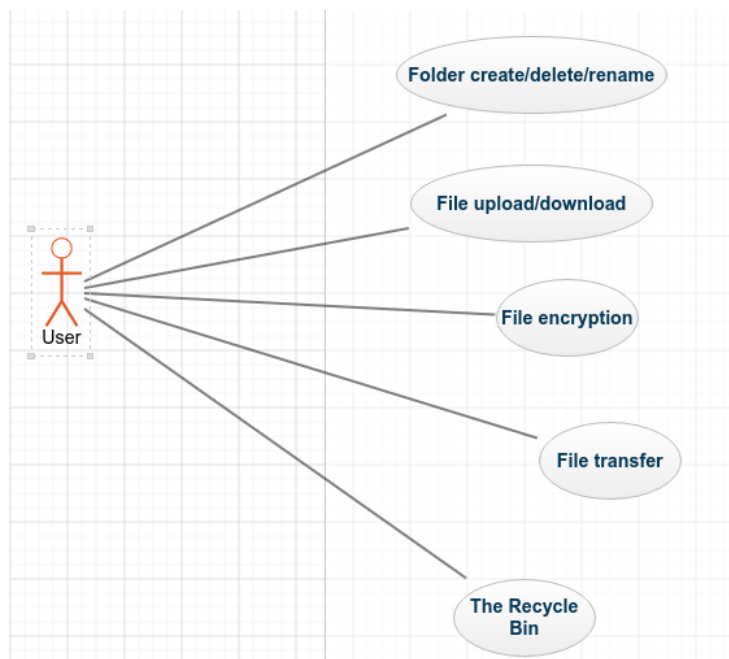 Folder create/delete/rename
File upload/download
File encryption
User
File transfer
The Recycle
Bin